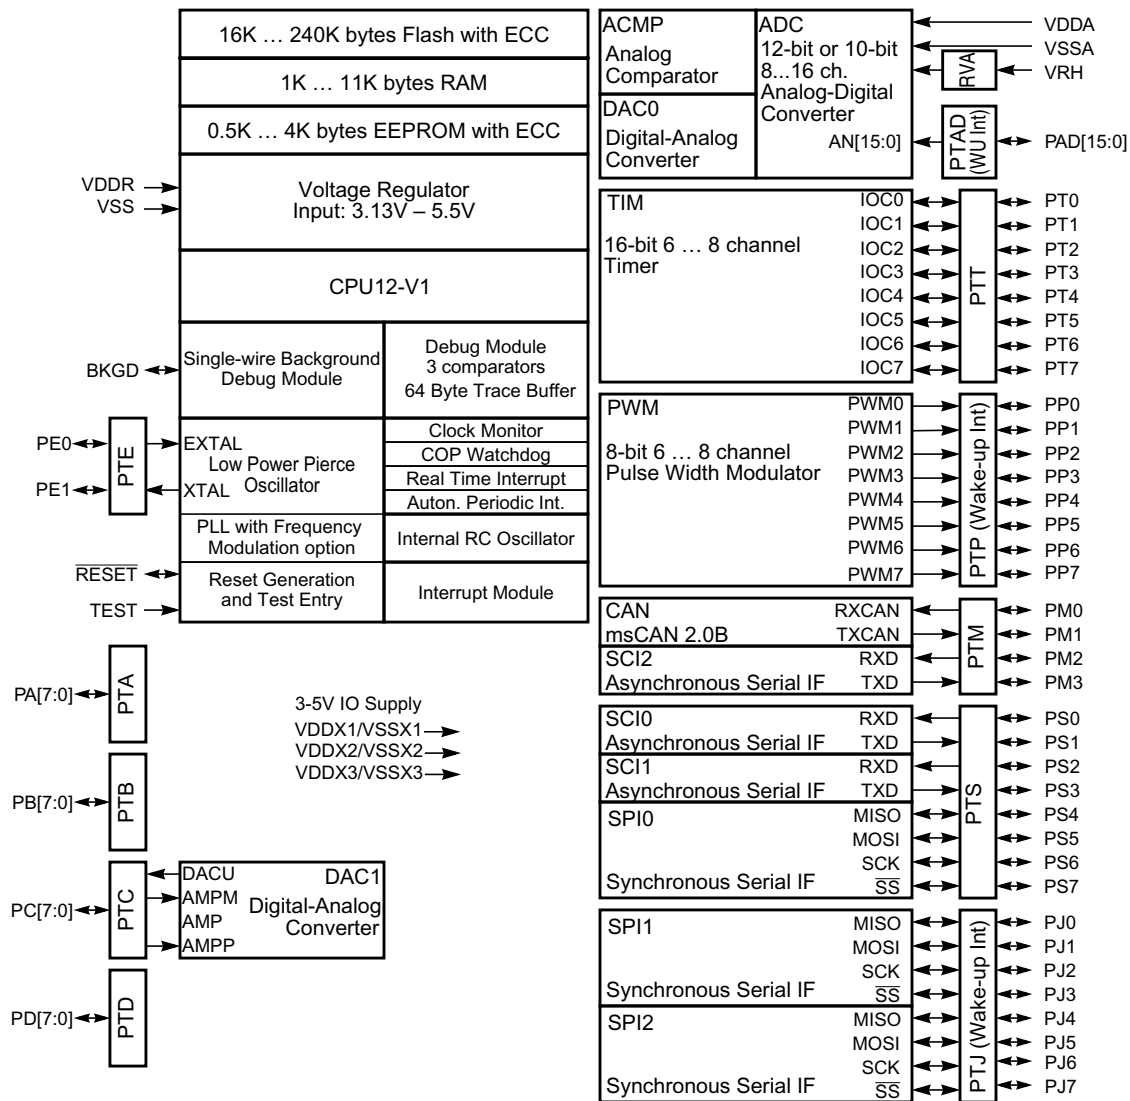 16K … 240K bytes Flash with ECC
1K … 11K bytes RAM
0.5K … 4K bytes EEPROM with ECC
VDDR
VSS
Voltage Regulator
Input: 3.13V – 5.5V
CPU12-V1
BKGD
Single-wire Background
Debug Module
Debug Module
3 comparators
64 Byte Trace Buffer
PE0
PE1
PTE
EXTAL
Low Power Pierce
Oscillator
XTAL
Clock Monitor
COP Watchdog
Real Time Interrupt
Auton. Periodic Int.
PLL with Frequency
Modulation option
Internal RC Oscillator
RESET
TEST
Reset Generation
and Test Entry
Interrupt Module
PA[7:0]
PTA
3-5V IO Supply
VDDX1/VSSX1
VDDX2/VSSX2
VDDX3/VSSX3
PB[7:0]
PTB
PC[7:0]
PTC
DACU
AMPM
AMP
AMPP
DAC1
Digital-Analog
Converter
PD[7:0]
PTD
ACMP
Analog
Comparator
DAC0
Digital-Analog
Converter
ADC
12-bit or 10-bit
8...16 ch.
Analog-Digital
Converter
AN[15:0]
RVA
PTAD
(WU Int)
VDDA
VSSA
VRH
PAD[15:0]
TIM
16-bit 6 … 8 channel
Timer
IOC0
IOC1
IOC2
IOC3
IOC4
IOC5
IOC6
IOC7
PTT
PT0
PT1
PT2
PT3
PT4
PT5
PT6
PT7
PWM
8-bit 6 … 8 channel
Pulse Width Modulator
PWM0
PWM1
PWM2
PWM3
PWM4
PWM5
PWM6
PWM7
PTP (Wake-up Int)
PP0
PP1
PP2
PP3
PP4
PP5
PP6
PP7
CAN
msCAN 2.0B
RXCAN
TXCAN
SCI2
Asynchronous Serial IF
RXD
TXD
PTM
PM0
PM1
PM2
PM3
SCI0
Asynchronous Serial IF
RXD
TXD
SCI1
Asynchronous Serial IF
RXD
TXD
SPI0
Synchronous Serial IF
MISO
MOSI
SCK
SS
PTS
PS0
PS1
PS2
PS3
PS4
PS5
PS6
PS7
SPI1
Synchronous Serial IF
MISO
MOSI
SCK
SS
SPI2
Synchronous Serial IF
MISO
MOSI
SCK
SS
PTJ (Wake-up Int)
PJ0
PJ1
PJ2
PJ3
PJ4
PJ5
PJ6
PJ7